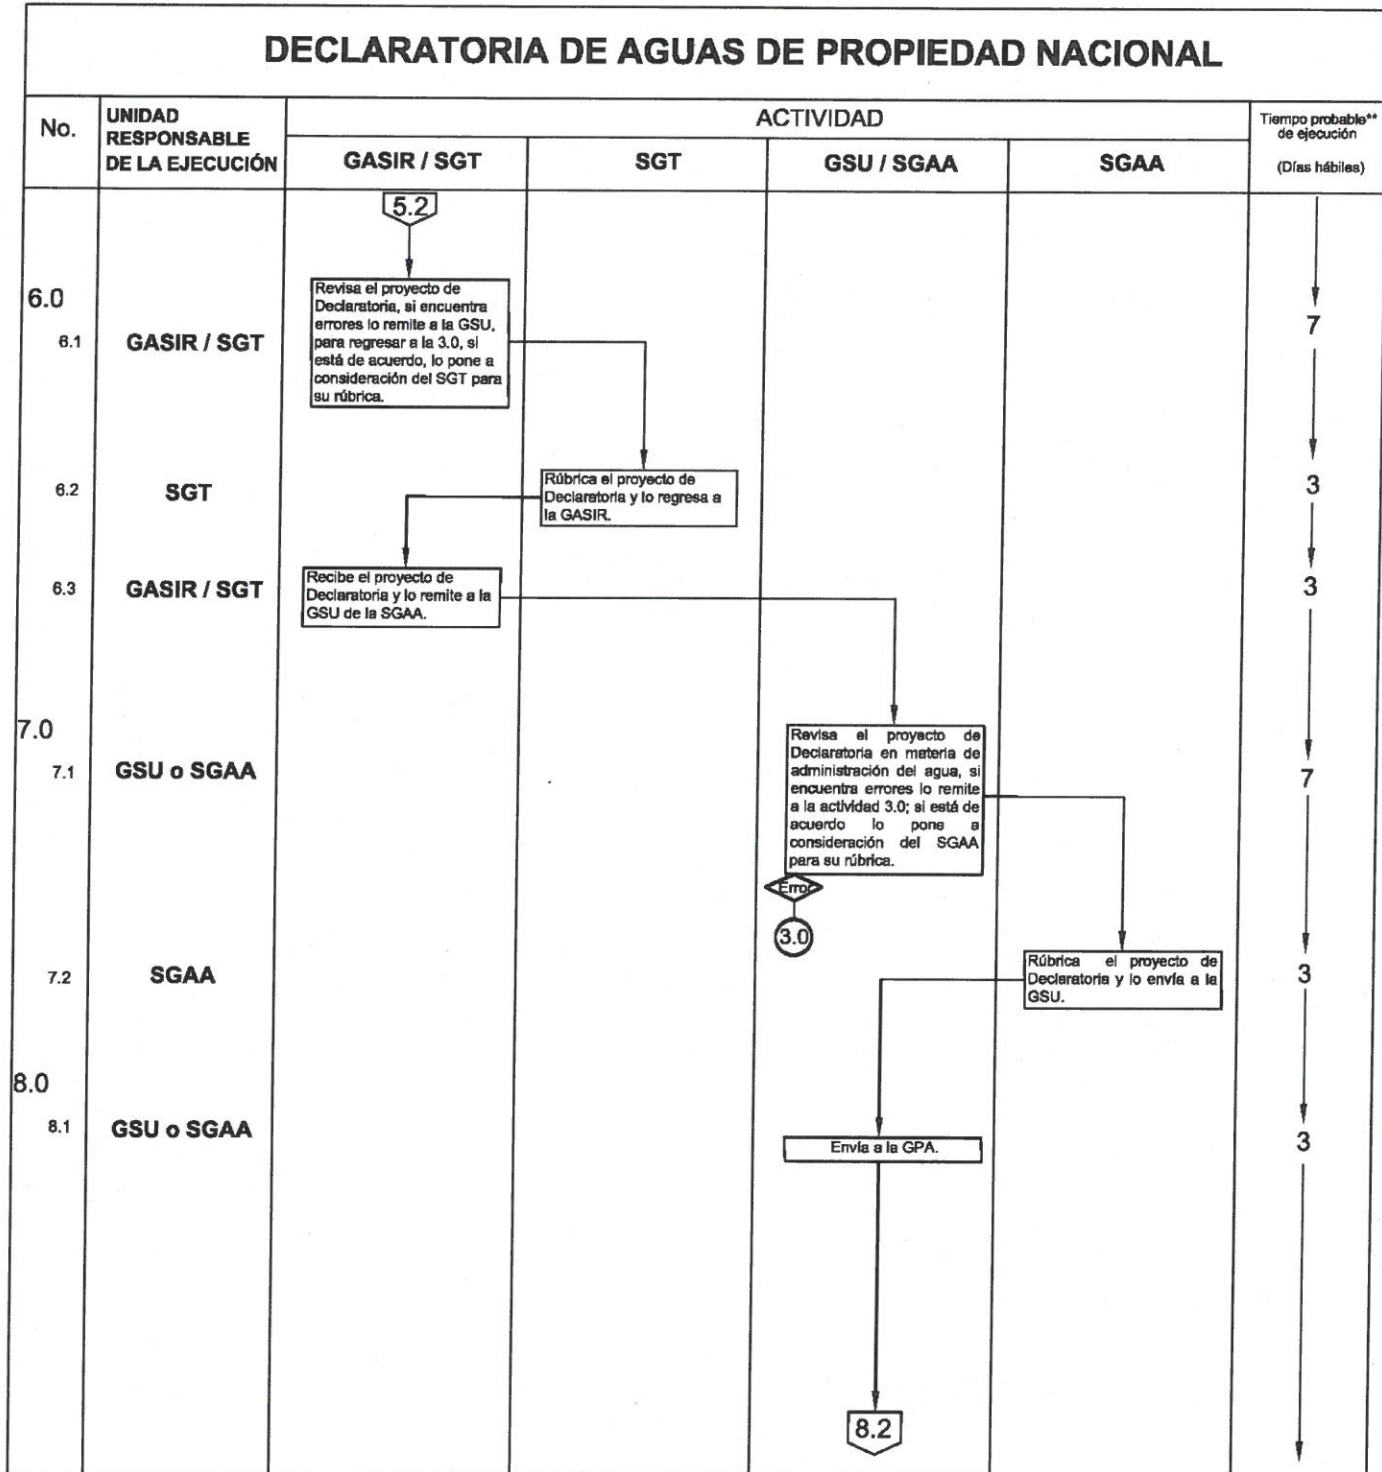 DECLARATORIA DE AGUAS DE PROPIEDAD NACIONAL
No.
UNIDAD
RESPONSABLE
DE LA EJECUCIÓN
ACTIVIDAD
GASIR / SGT
SGT
GSU / SGAA
SGAA
Tiempo probable**
de ejecución
(Días hábiles)
5.2
6.0
6.1
GASIR / SGT
Revisa el proyecto de
Declaratoria, si encuentra
errores lo remite a la GSU,
para regresar a la 3.0, si
está de acuerdo, lo pone a
consideración del SGT para
su rúbrica.
7
6.2
SGT
Rúbrica el proyecto de
Declaratoria y lo regresa a
la GASIR.
3
6.3
GASIR / SGT
Recibe el proyecto de
Declaratoria y lo remite a la
GSU de la SGAA.
3
7.0
7.1
GSU o SGAA
Revisa el proyecto de
Declaratoria en materia de
administración del agua, si
encuentra errores lo remite
a la actividad 3.0; si está de
acuerdo lo pone a
consideración del SGAA
para su rúbrica.
7
Error
3.0
7.2
SGAA
Rúbrica el proyecto de
Declaratoria y lo envía a la
GSU.
3
8.0
8.1
GSU o SGAA
Envía a la GPA.
3
8.2